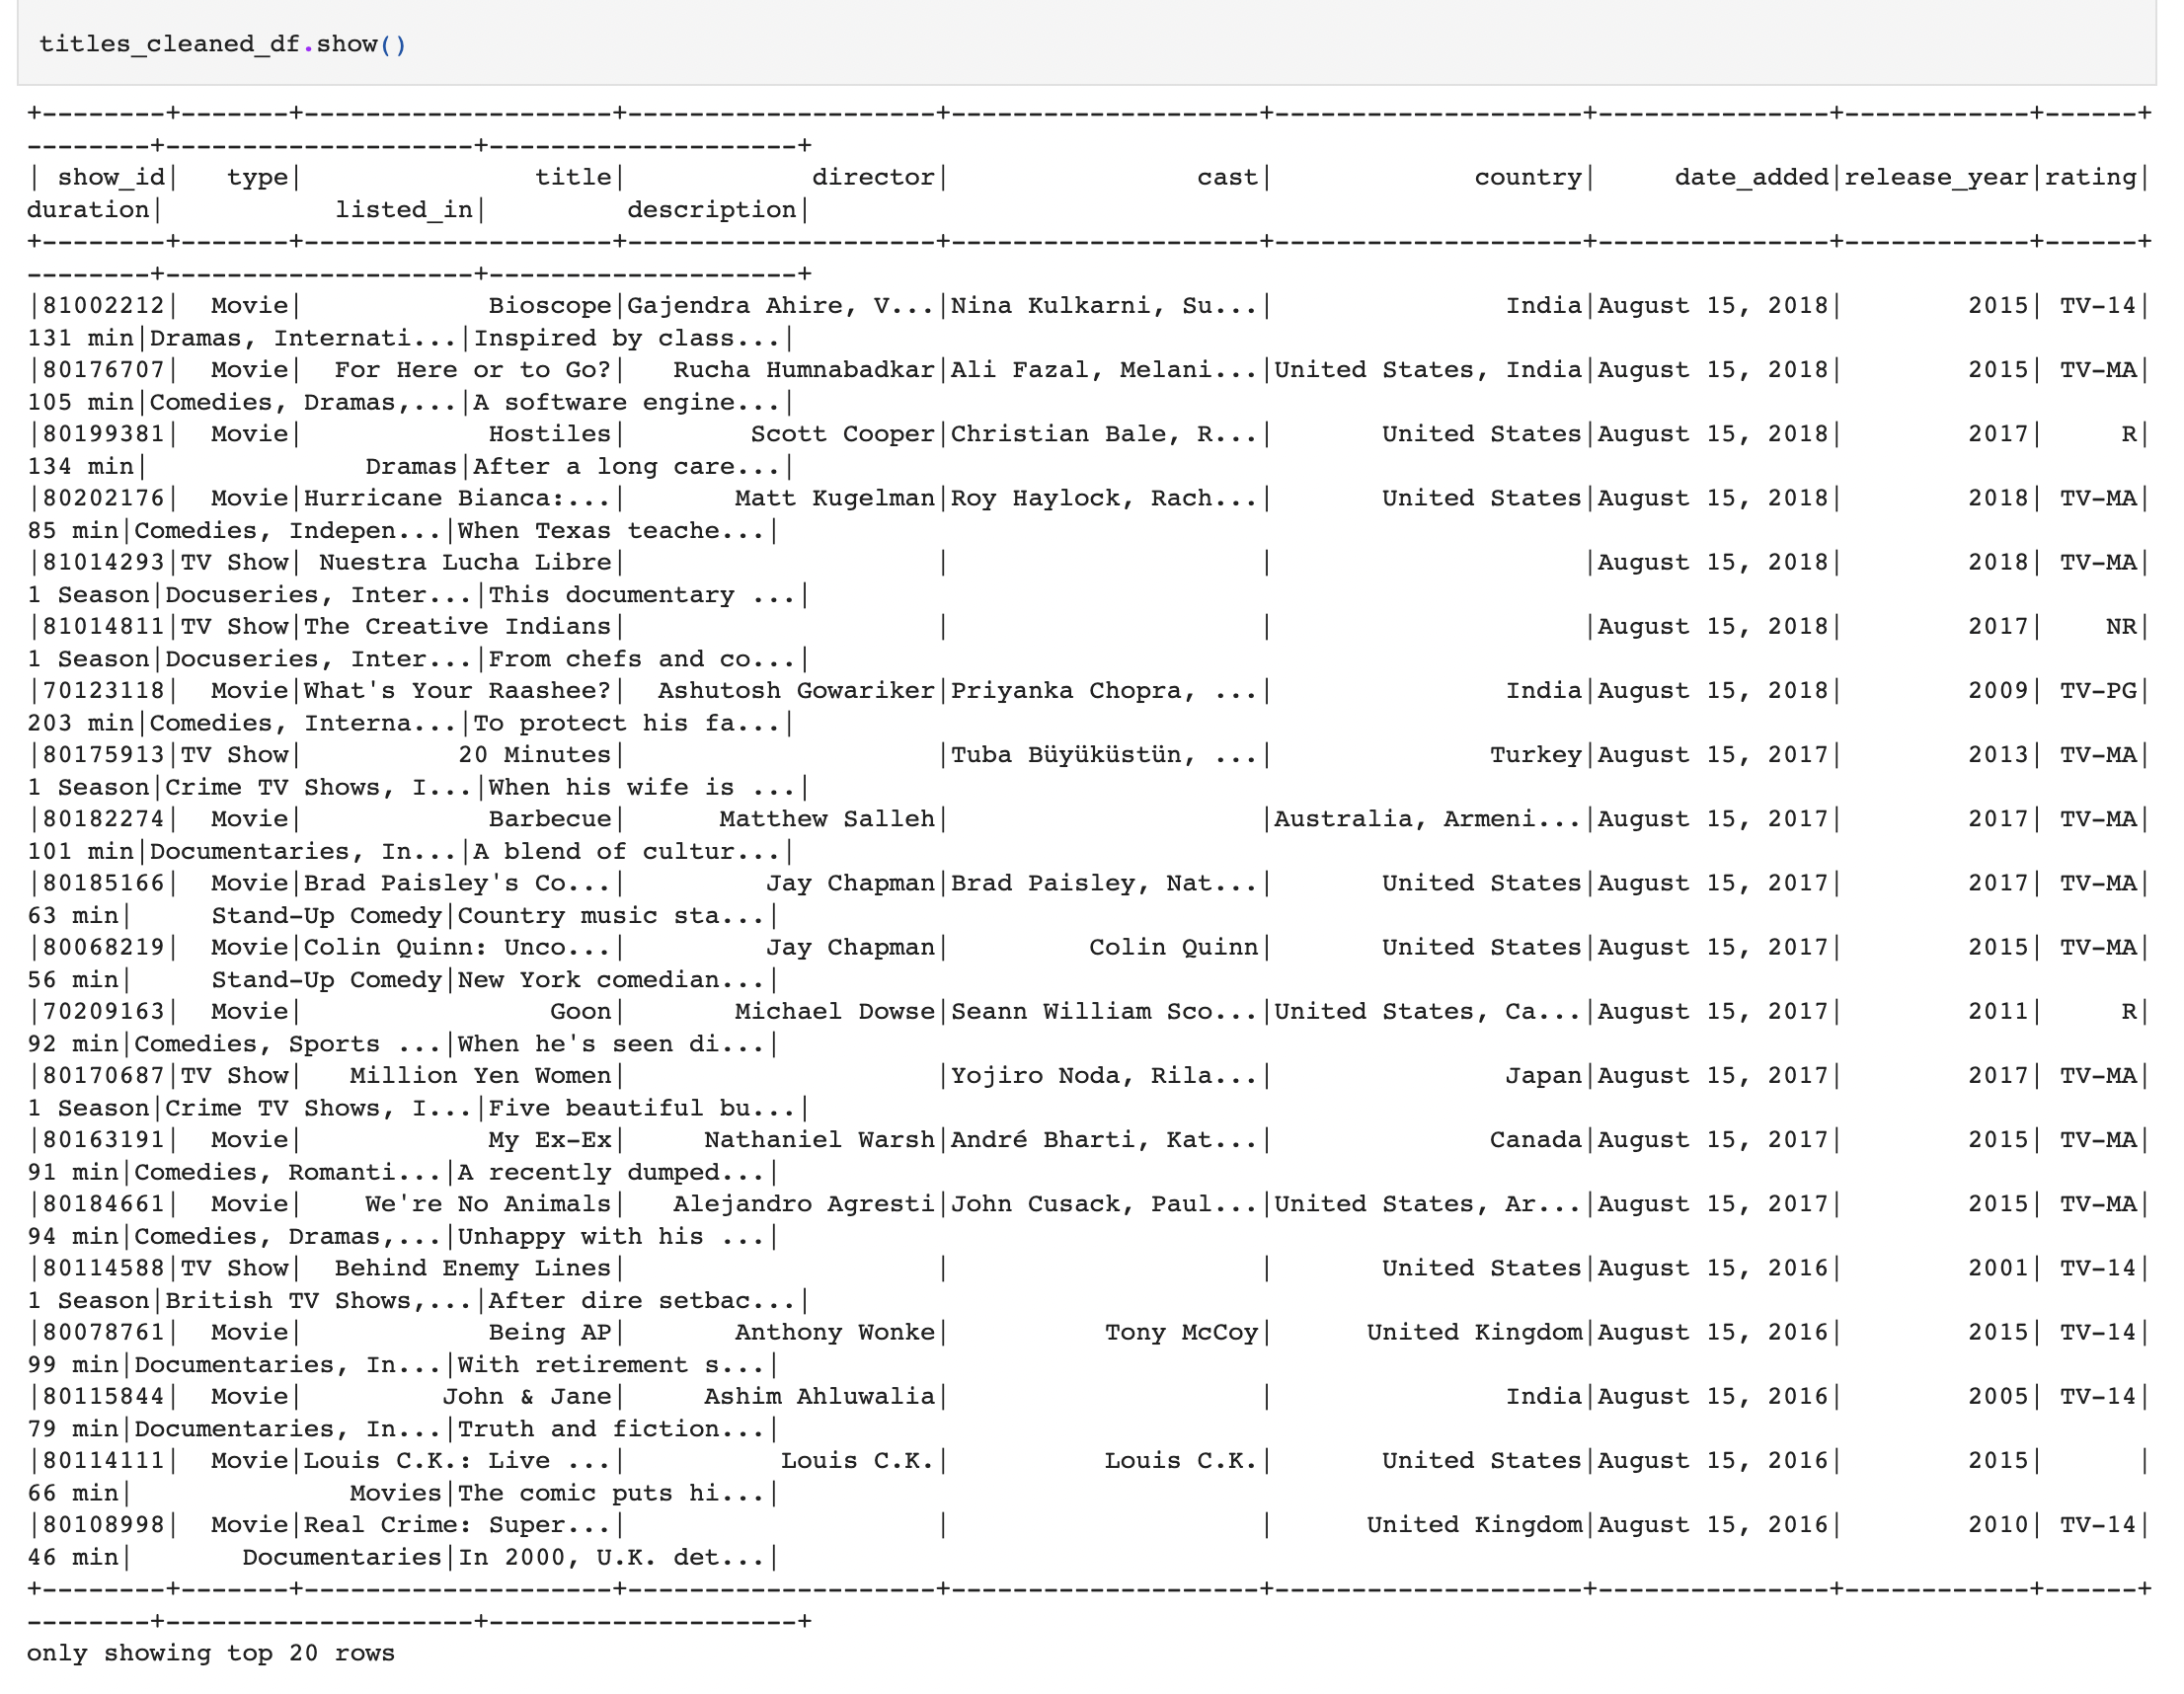 titles_cleaned_df.show()
+--------+-------+--------------------+--------------------+--------------------+--------------------+---------------+------------+------+
--------+--------------------+--------------------+
| show_id|   type|               title|            director|                cast|             country|     date_added|release_year|rating|
duration|           listed_in|         description|
+--------+-------+--------------------+--------------------+--------------------+--------------------+---------------+------------+------+
--------+--------------------+--------------------+
|81002212|  Movie|            Bioscope|Gajendra Ahire, V...|Nina Kulkarni, Su...|               India|August 15, 2018|        2015| TV-14|
131 min|Dramas, Internati...|Inspired by class...|
|80176707|  Movie|  For Here or to Go?|   Rucha Humnabadkar|Ali Fazal, Melani...|United States, India|August 15, 2018|        2015| TV-MA|
105 min|Comedies, Dramas,...|A software engine...|
|80199381|  Movie|            Hostiles|        Scott Cooper|Christian Bale, R...|       United States|August 15, 2018|        2017|     R|
134 min|              Dramas|After a long care...|
|80202176|  Movie|Hurricane Bianca:...|       Matt Kugelman|Roy Haylock, Rach...|       United States|August 15, 2018|        2018| TV-MA|
85 min|Comedies, Indepen...|When Texas teache...|
|81014293|TV Show| Nuestra Lucha Libre|                    |                    |                    |August 15, 2018|        2018| TV-MA|
1 Season|Docuseries, Inter...|This documentary ...|
|81014811|TV Show|The Creative Indians|                    |                    |                    |August 15, 2018|        2017|    NR|
1 Season|Docuseries, Inter...|From chefs and co...|
|70123118|  Movie|What's Your Raashee?|  Ashutosh Gowariker|Priyanka Chopra, ...|               India|August 15, 2018|        2009| TV-PG|
203 min|Comedies, Interna...|To protect his fa...|
|80175913|TV Show|          20 Minutes|                    |Tuba Büyüküstün, ...|              Turkey|August 15, 2017|        2013| TV-MA|
1 Season|Crime TV Shows, I...|When his wife is ...|
|80182274|  Movie|            Barbecue|      Matthew Salleh|                    |Australia, Armeni...|August 15, 2017|        2017| TV-MA|
101 min|Documentaries, In...|A blend of cultur...|
|80185166|  Movie|Brad Paisley's Co...|         Jay Chapman|Brad Paisley, Nat...|       United States|August 15, 2017|        2017| TV-MA|
63 min|     Stand-Up Comedy|Country music sta...|
|80068219|  Movie|Colin Quinn: Unco...|         Jay Chapman|         Colin Quinn|       United States|August 15, 2017|        2015| TV-MA|
56 min|     Stand-Up Comedy|New York comedian...|
|70209163|  Movie|                Goon|       Michael Dowse|Seann William Sco...|United States, Ca...|August 15, 2017|        2011|     R|
92 min|Comedies, Sports ...|When he's seen di...|
|80170687|TV Show|   Million Yen Women|                    |Yojiro Noda, Rila...|               Japan|August 15, 2017|        2017| TV-MA|
1 Season|Crime TV Shows, I...|Five beautiful bu...|
|80163191|  Movie|            My Ex-Ex|     Nathaniel Warsh|André Bharti, Kat...|              Canada|August 15, 2017|        2015| TV-MA|
91 min|Comedies, Romanti...|A recently dumped...|
|80184661|  Movie|    We're No Animals|   Alejandro Agresti|John Cusack, Paul...|United States, Ar...|August 15, 2017|        2015| TV-MA|
94 min|Comedies, Dramas,...|Unhappy with his ...|
|80114588|TV Show|  Behind Enemy Lines|                    |                    |       United States|August 15, 2016|        2001| TV-14|
1 Season|British TV Shows,...|After dire setbac...|
|80078761|  Movie|            Being AP|       Anthony Wonke|          Tony McCoy|      United Kingdom|August 15, 2016|        2015| TV-14|
99 min|Documentaries, In...|With retirement s...|
|80115844|  Movie|         John & Jane|     Ashim Ahluwalia|                    |               India|August 15, 2016|        2005| TV-14|
79 min|Documentaries, In...|Truth and fiction...|
|80114111|  Movie|Louis C.K.: Live ...|          Louis C.K.|          Louis C.K.|       United States|August 15, 2016|        2015|      |
66 min|              Movies|The comic puts hi...|
|80108998|  Movie|Real Crime: Super...|                    |                    |      United Kingdom|August 15, 2016|        2010| TV-14|
46 min|       Documentaries|In 2000, U.K. det...|
+--------+-------+--------------------+--------------------+--------------------+--------------------+---------------+------------+------+
--------+--------------------+--------------------+
only showing top 20 rows